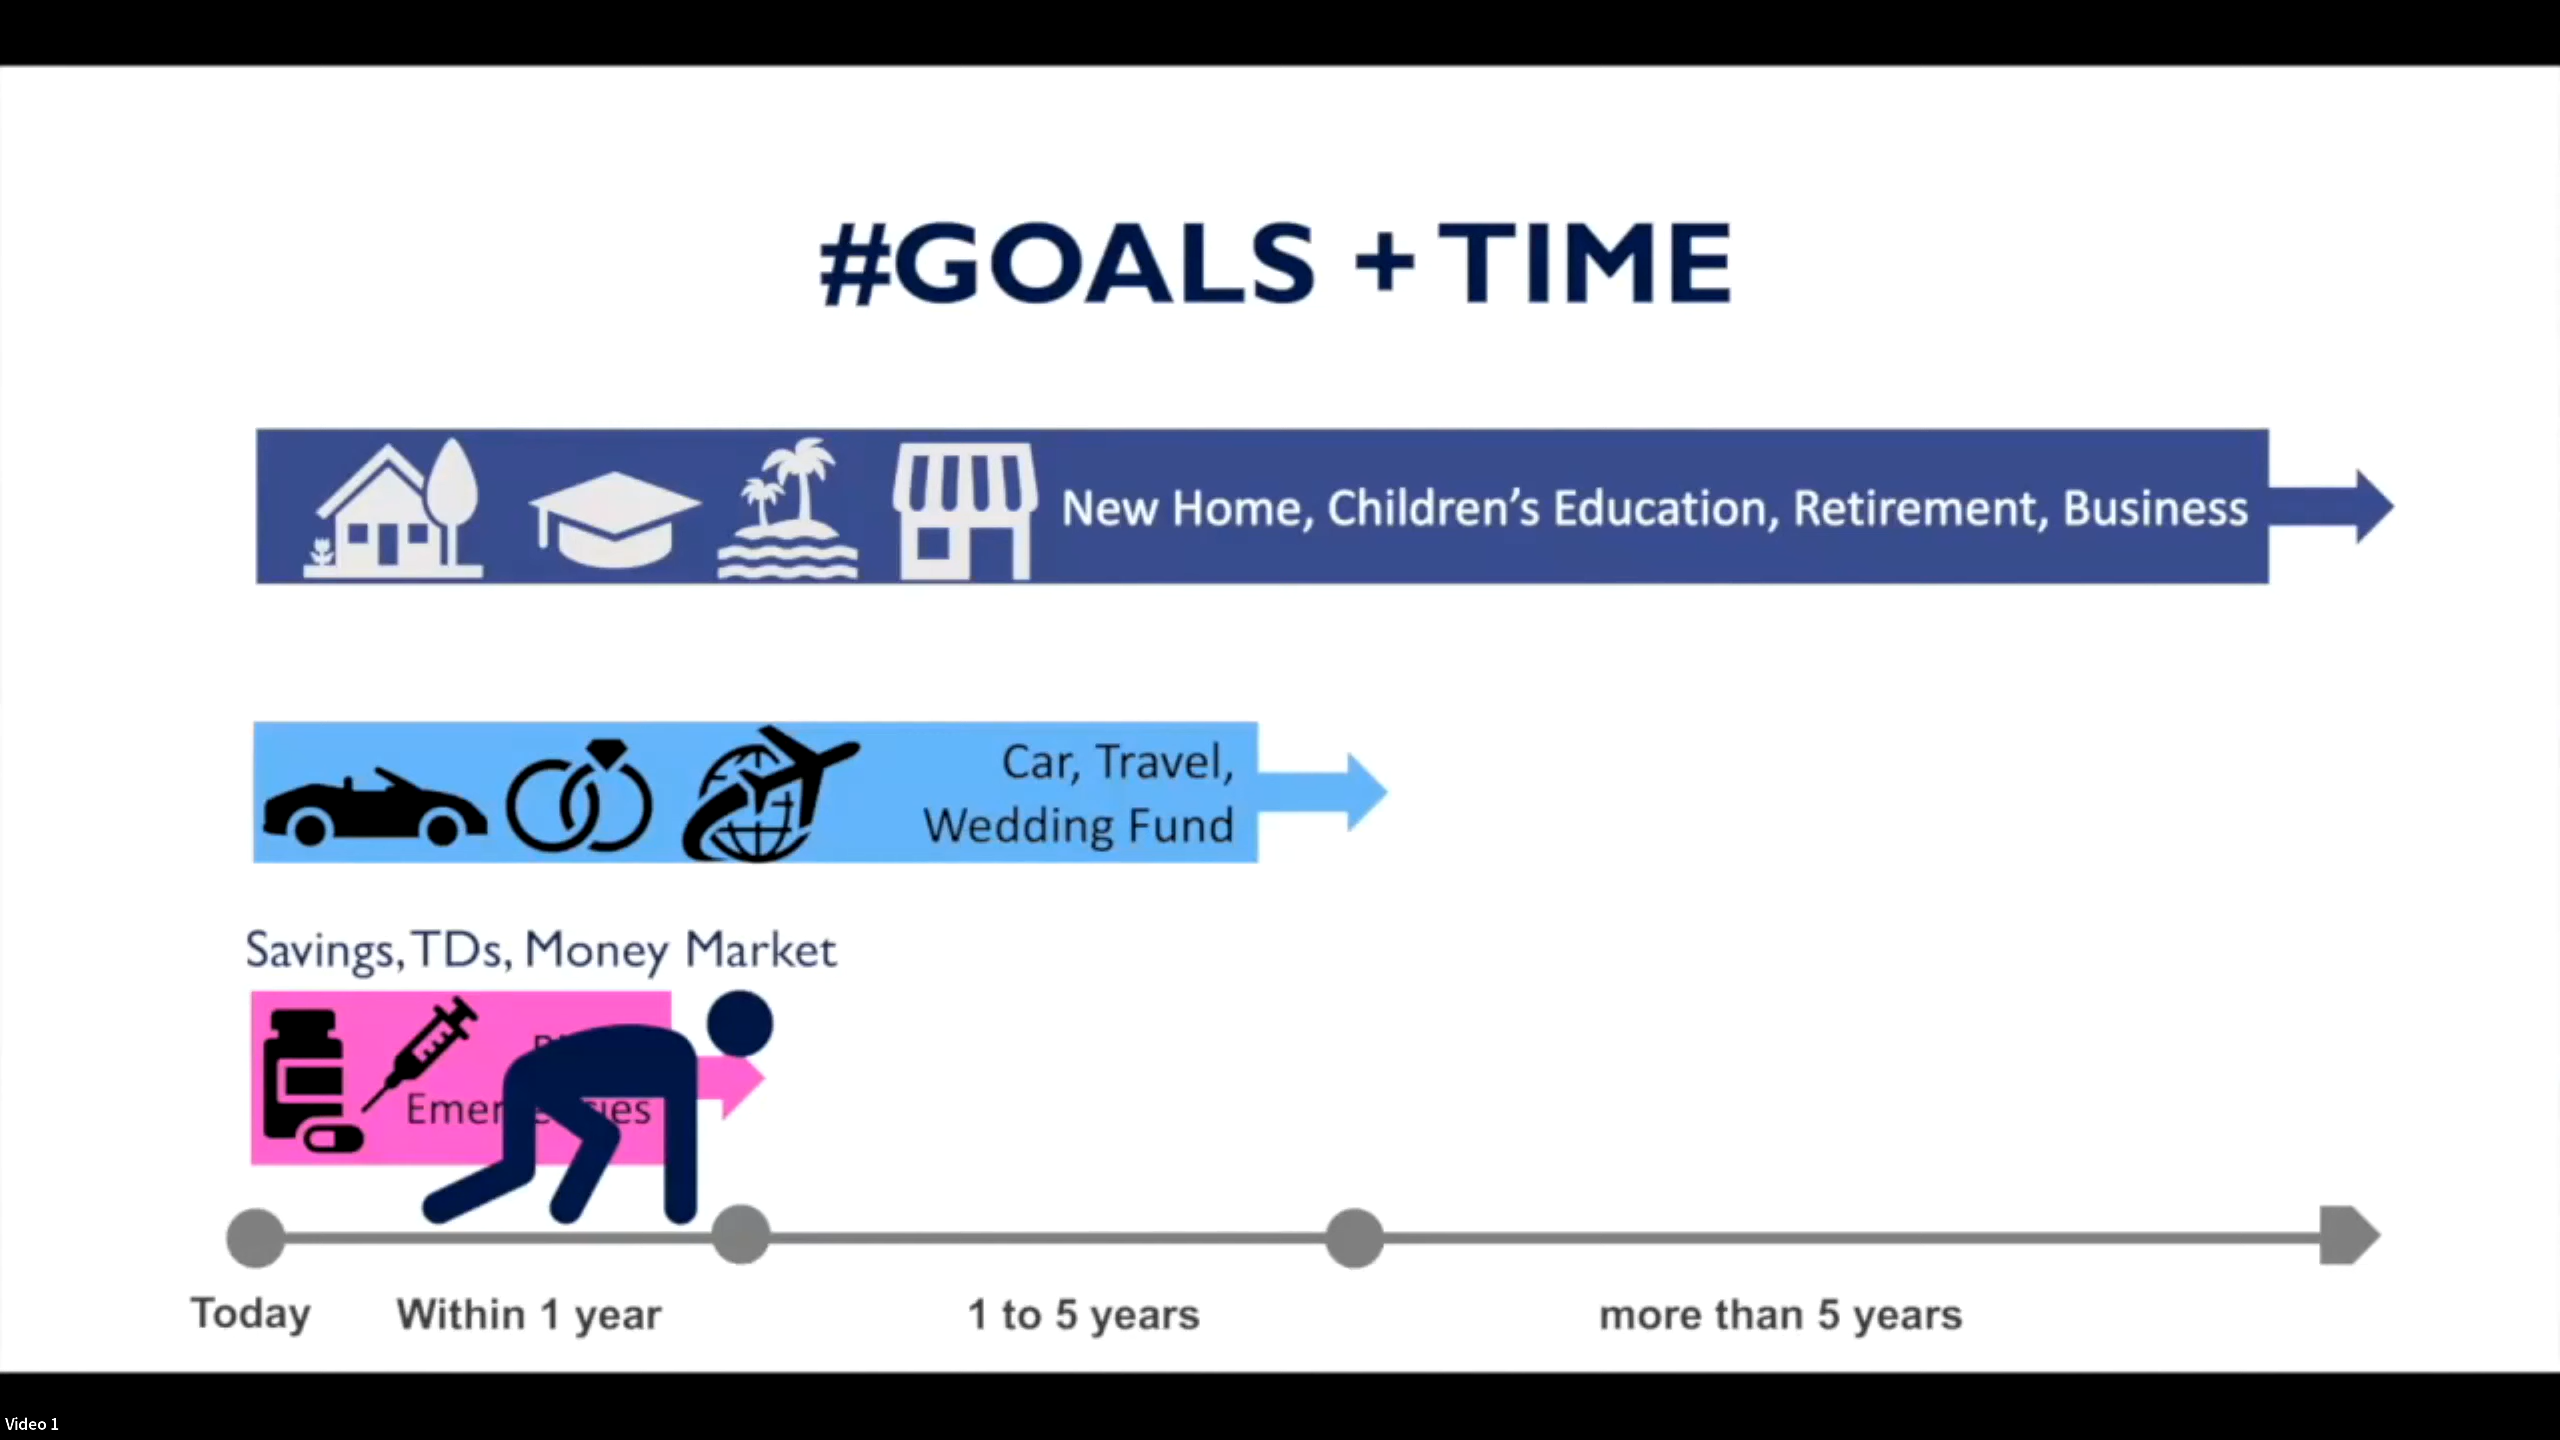 #GOALS + TIME
New Home, Children's Education, Retirement, Business
Car, Travel,
Wedding Fund
Savings, TDs, Money Market
Today
Within 1 year
1 to 5 years
more than 5 years
Video 1